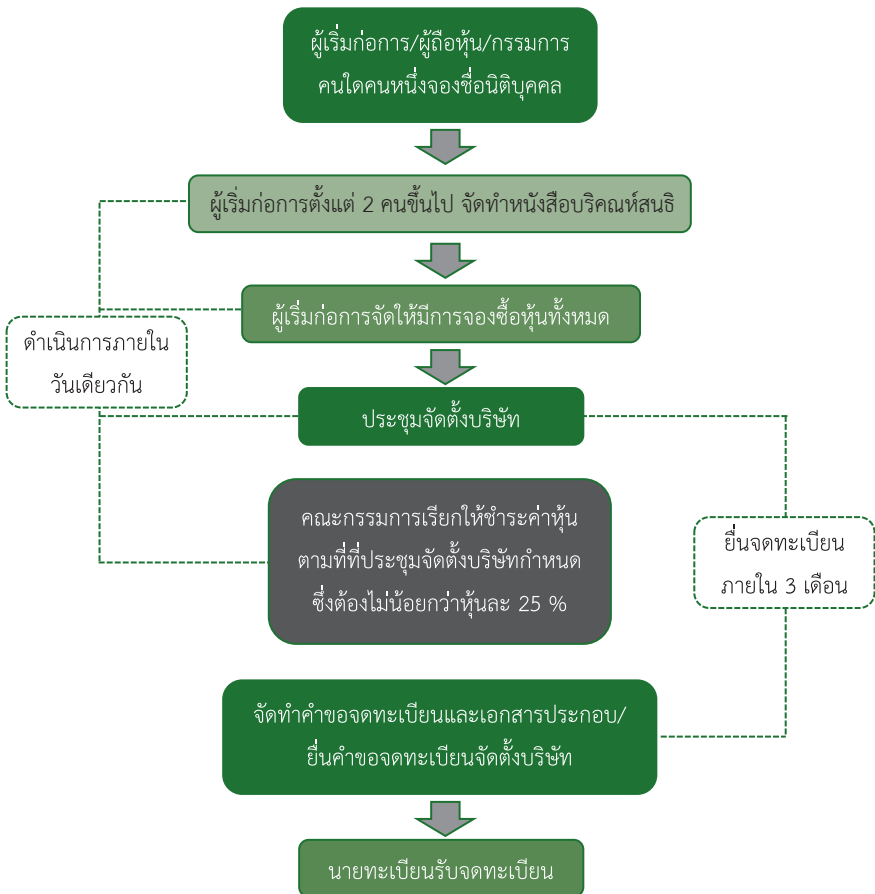 ผู้เริ่มก่อการ/ผู้ถือหุ้น/กรรมการ
คนใดคนหนึ่งจองชื่อนิติบุคคล
ผู้เริ่มก่อการตั้งแต่ 2 คนขึ้นไป จัดทำหนังสือบริคณห์สนธิ
ผู้เริ่มก่อการจัดให้มีการจองซื้อหุ้นทั้งหมด
ดำเนินการภายใน
วันเดียวกัน
ประชุมจัดตั้งบริษัท
คณะกรรมการเรียกให้ชำระค่าหุ้น
ตามที่ที่ประชุมจัดตั้งบริษัทกำหนด
ซึ่งต้องไม่น้อยกว่าหุ้นละ 25 %
ยื่นจดทะเบียน
ภายใน 3 เดือน
จัดทำคำขอจดทะเบียนและเอกสารประกอบ/
ยื่นคำขอจดทะเบียนจัดตั้งบริษัท
นายทะเบียนรับจดทะเบียน